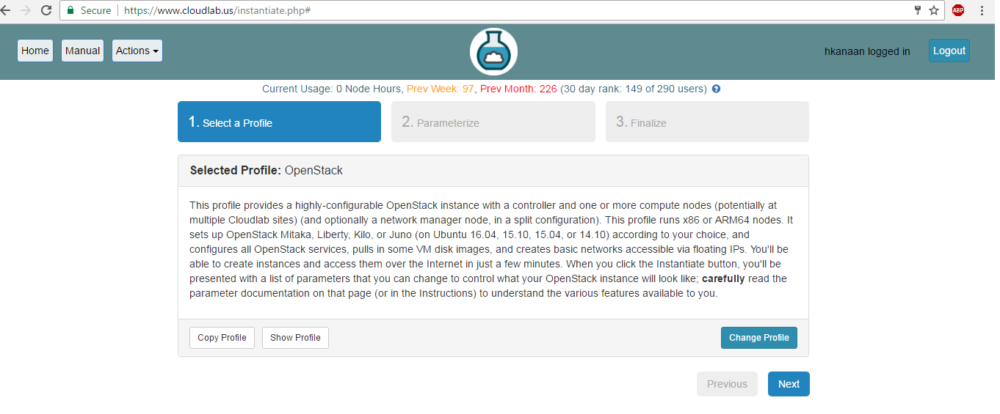 Secure https://www.cloudlab.us/instantiate.php# ABP
Home Manual Actions hkanaan logged in Logout
Current Usage: 0 Node Hours, Prev Week: 97, Prev Month: 226 (30 day rank: 149 of 290 users) ?
1. Select a Profile 2. Parameterize 3. Finalize
Selected Profile: OpenStack
This profile provides a highly-configurable OpenStack instance with a controller and one or more compute nodes (potentially at
multiple Cloudlab sites) (and optionally a network manager node, in a split configuration). This profile runs x86 or ARM64 nodes. It
sets up OpenStack Mitaka, Liberty, Kilo, or Juno (on Ubuntu 16.04, 15.10, 15.04, or 14.10) according to your choice, and
configures all OpenStack services, pulls in some VM disk images, and creates basic networks accessible via floating IPs. You'll be
able to create instances and access them over the Internet in just a few minutes. When you click the Instantiate button, you'll be
presented with a list of parameters that you can change to control what your OpenStack instance will look like; carefully read the
parameter documentation on that page (or in the Instructions) to understand the various features available to you.
Copy Profile Show Profile Change Profile
Previous Next